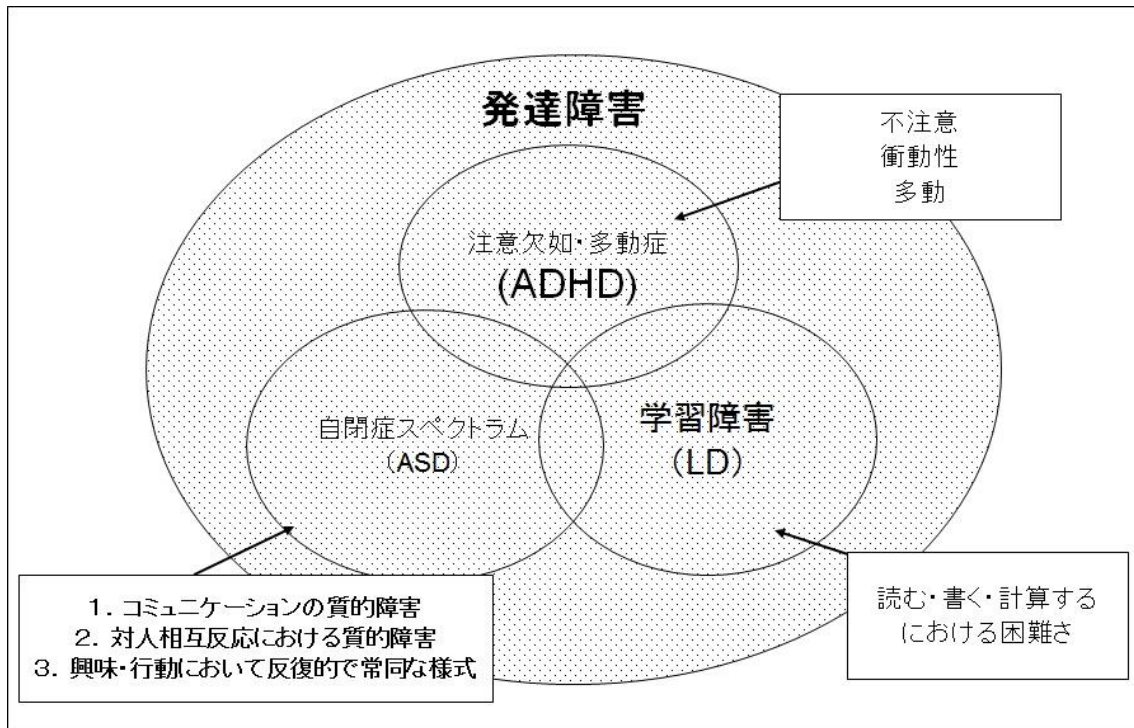 発達障害
不注意
衝動性
多動
注意欠如・多動症
(ADHD)
自閉症スペクトラム
(ASD)
学習障害
(LD)
1. コミュニケーションの質的障害
2. 対人相互反応における質的障害
3. 興味・行動において反復的で常同な様式
読む・書く・計算する
における困難さ